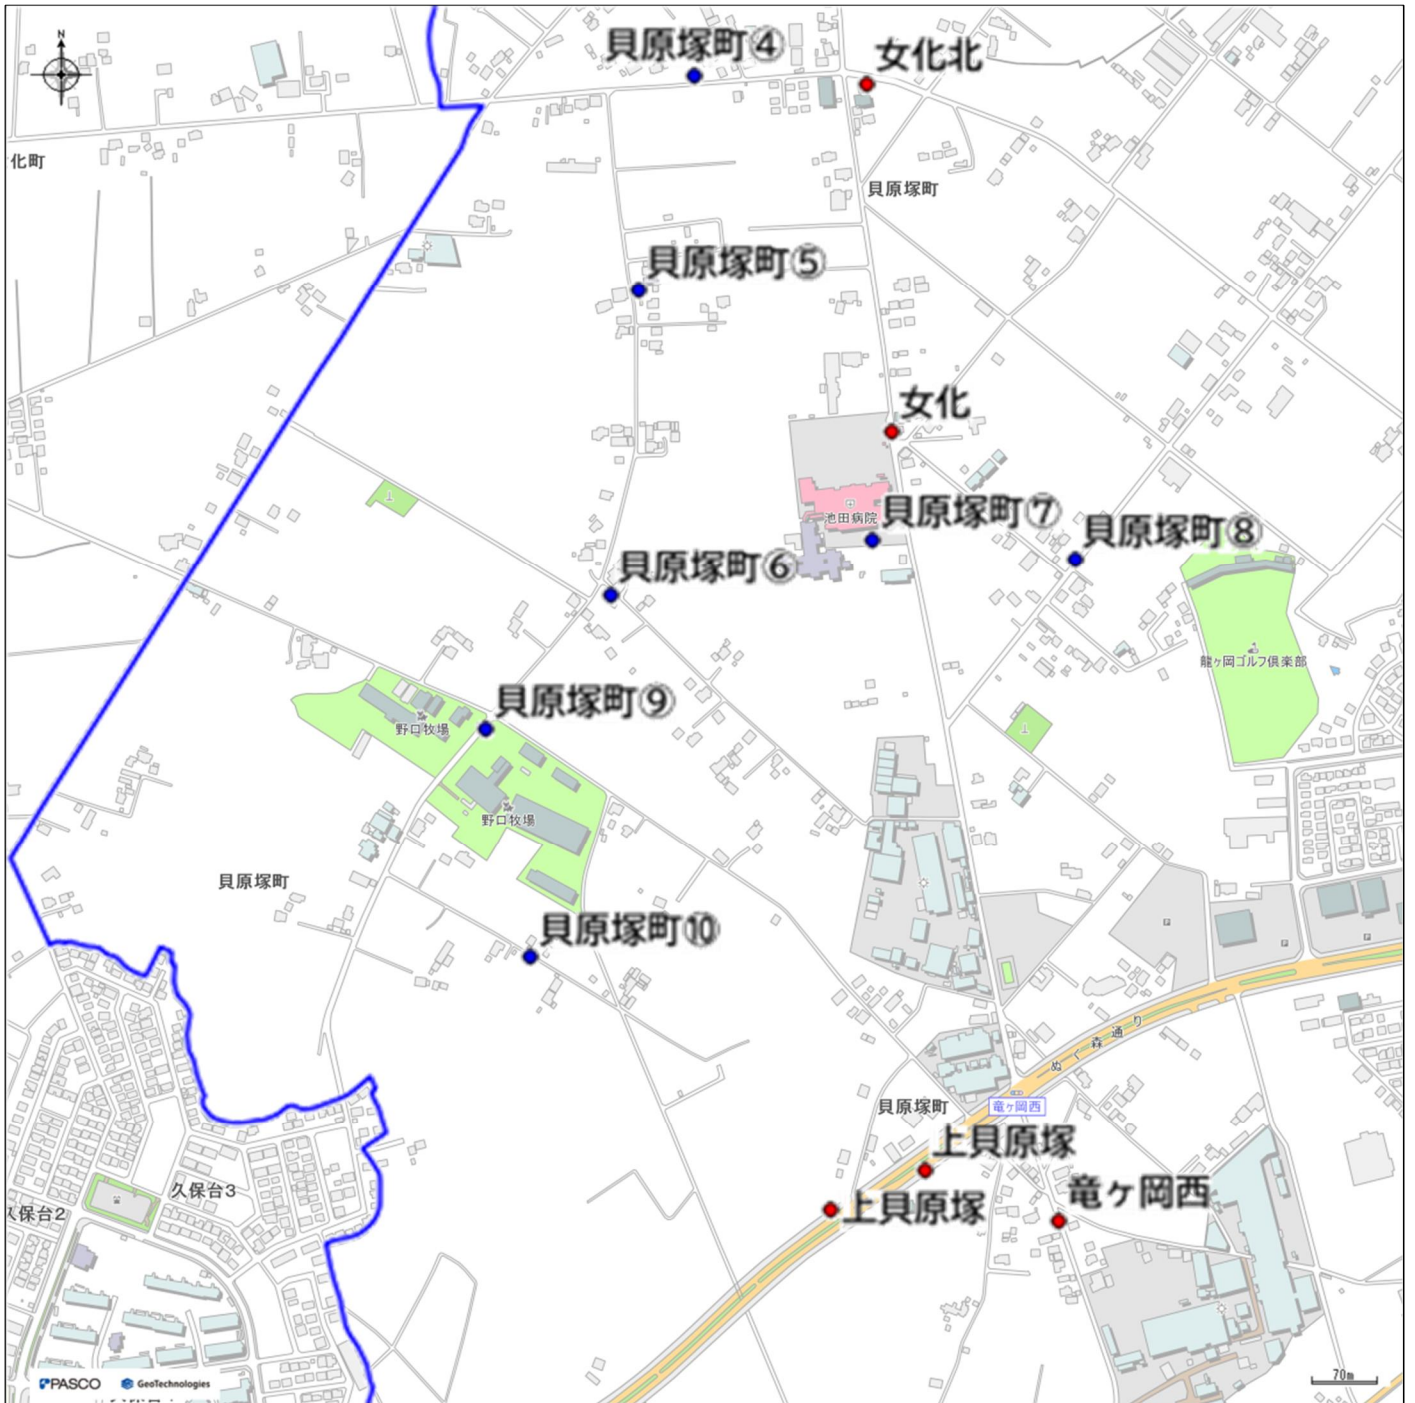 N
貝原塚町④
女化北
化町
貝原塚町
貝原塚町⑤
女化
池田病院
貝原塚町⑦
貝原塚町⑧
貝原塚町⑥
龍ヶ岡ゴルフ倶楽部
貝原塚町⑨
野口牧場
野口牧場
貝原塚町
貝原塚町⑩
ぬく森通り
貝原塚町
竜ヶ岡西
上貝原塚
久保台3
久保台2
上貝原塚
竜ヶ岡西
PASCO
GeoTechnologies
70m